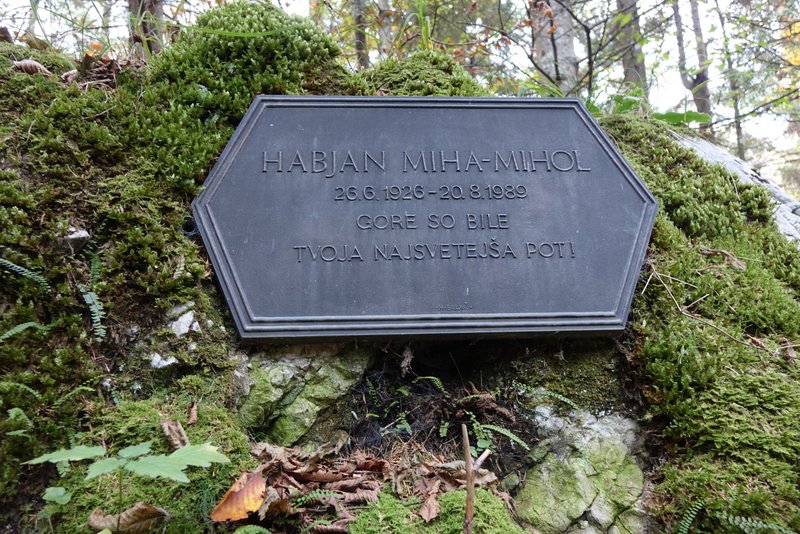 HABJAN MIHA-MIHOL
26.6.1926-20.8.1989
GORE SO BILE
TVOJA NAJSVETEJŠA POT!